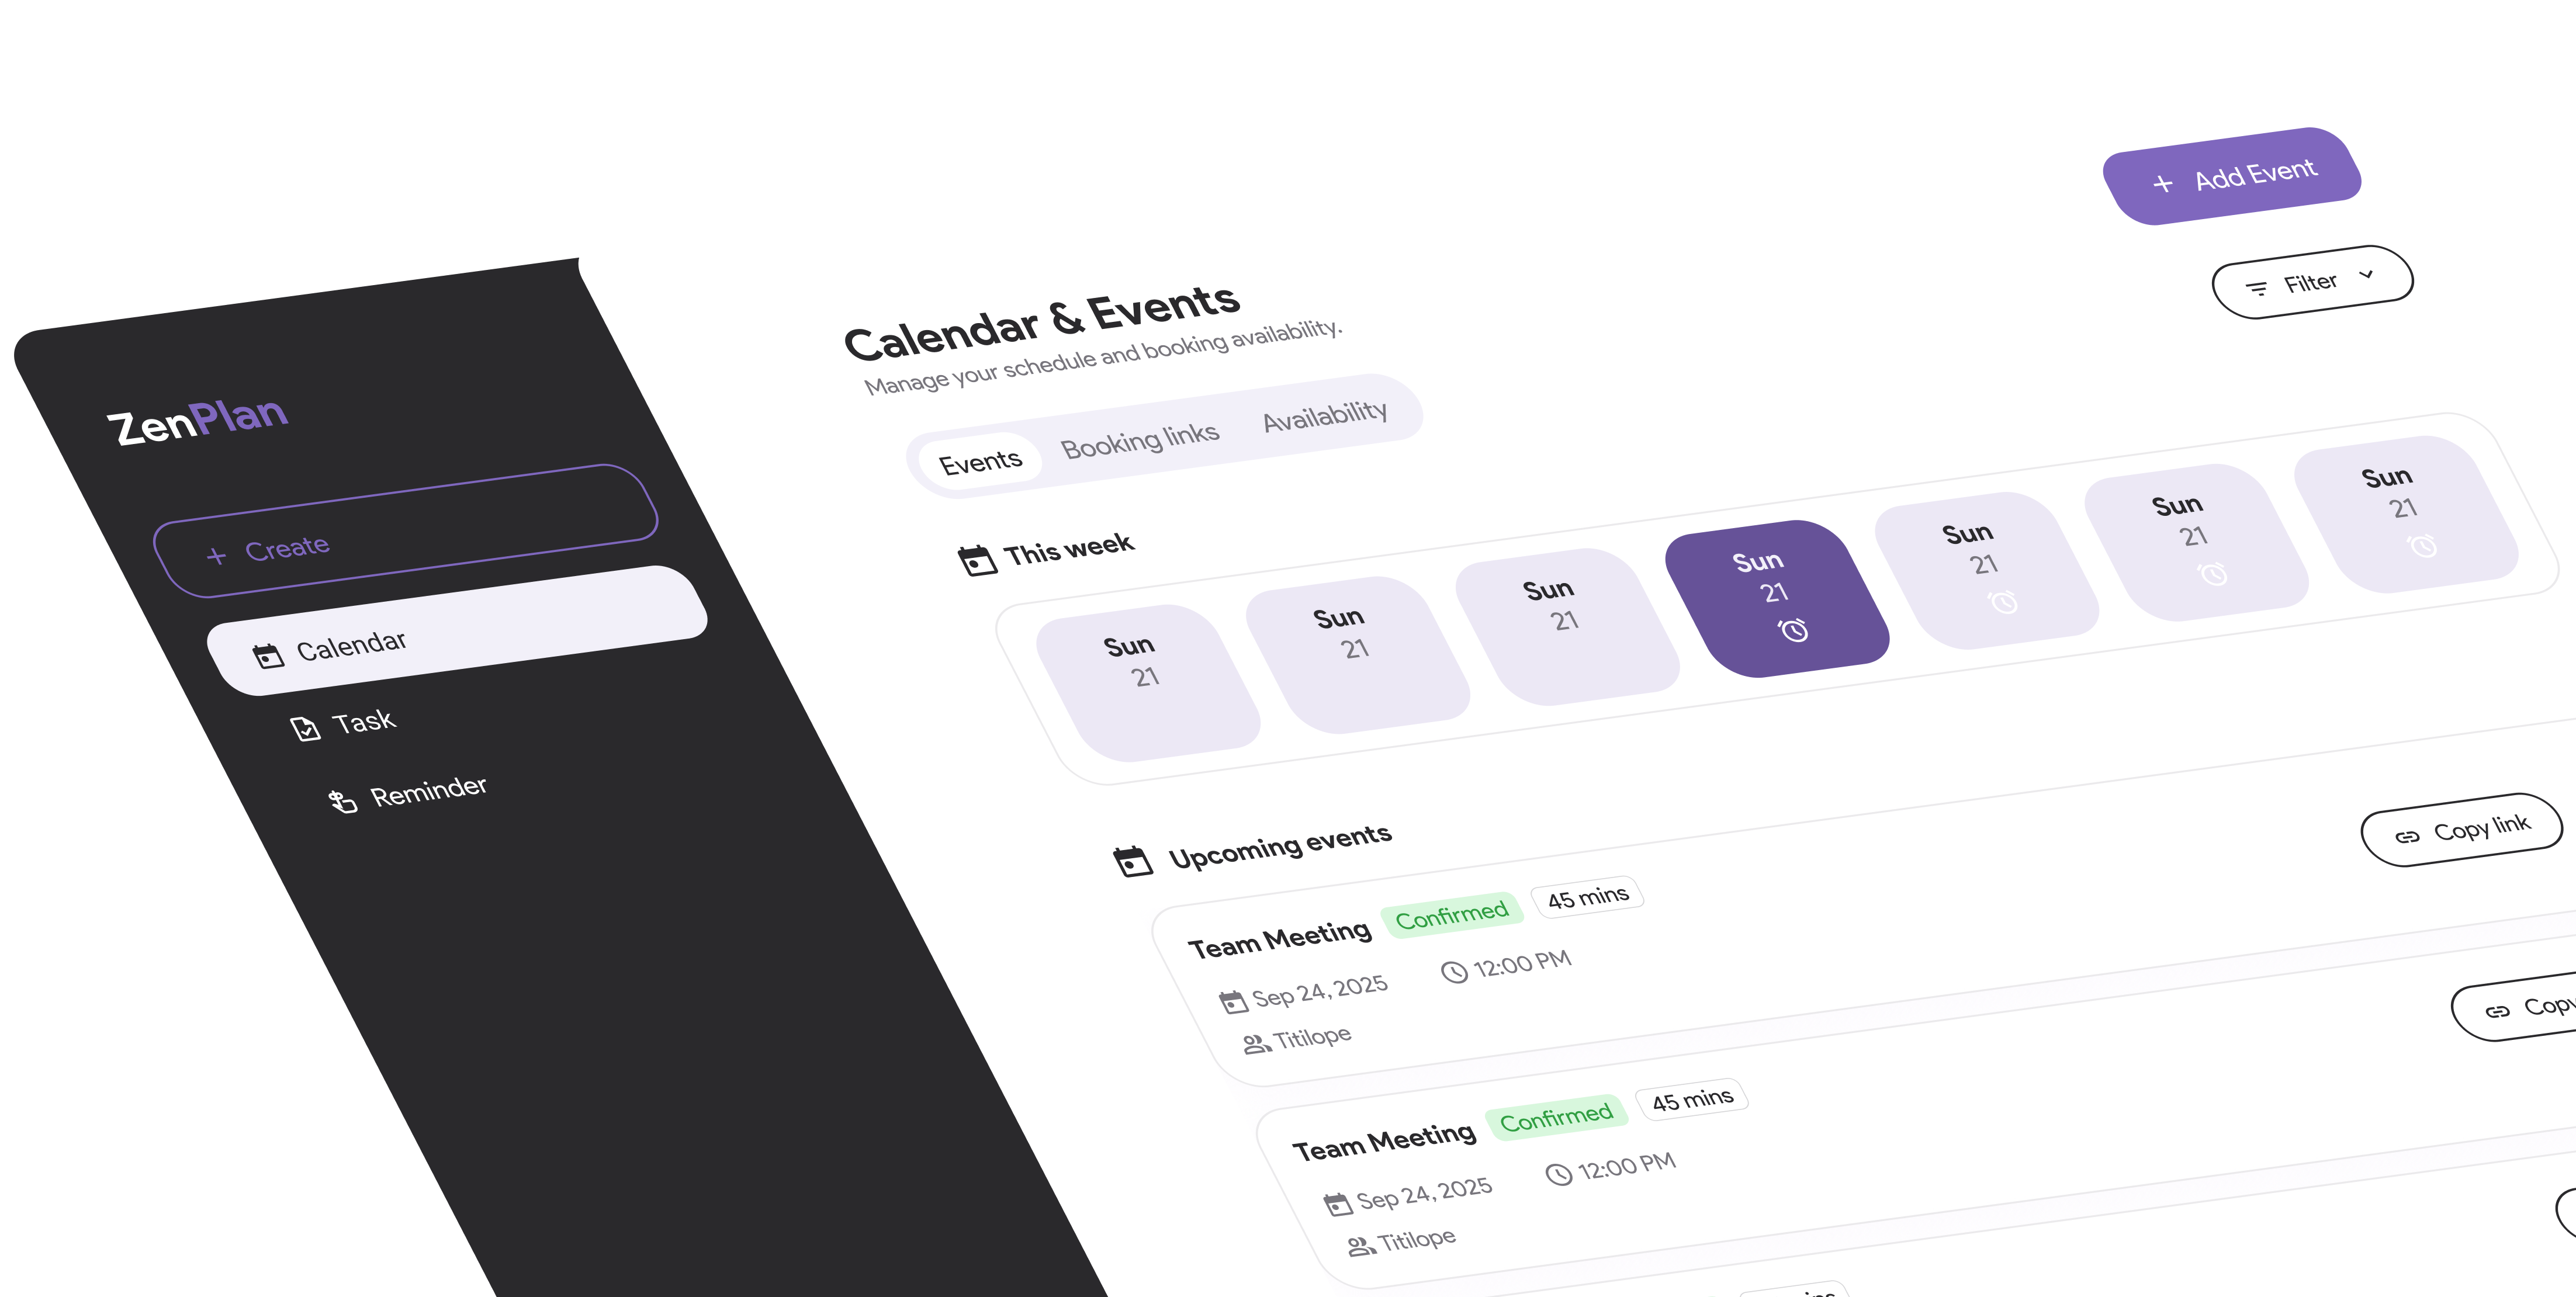 ZenPlan
+ Create
Calendar
Task
Reminder
Calendar & Events
Manage your schedule and booking availability.
+ Add Event
Filter
Events Booking links Availability
This week
Sun Sun Sun Sun Sun Sun Sun
21 21 21 21 21 21 21
Upcoming events
Team Meeting Confirmed 45 mins
Copy link
Sep 24, 2025 12:00 PM
Titilope
Team Meeting Confirmed 45 mins
Copy
Sep 24, 2025 12:00 PM
Titilope